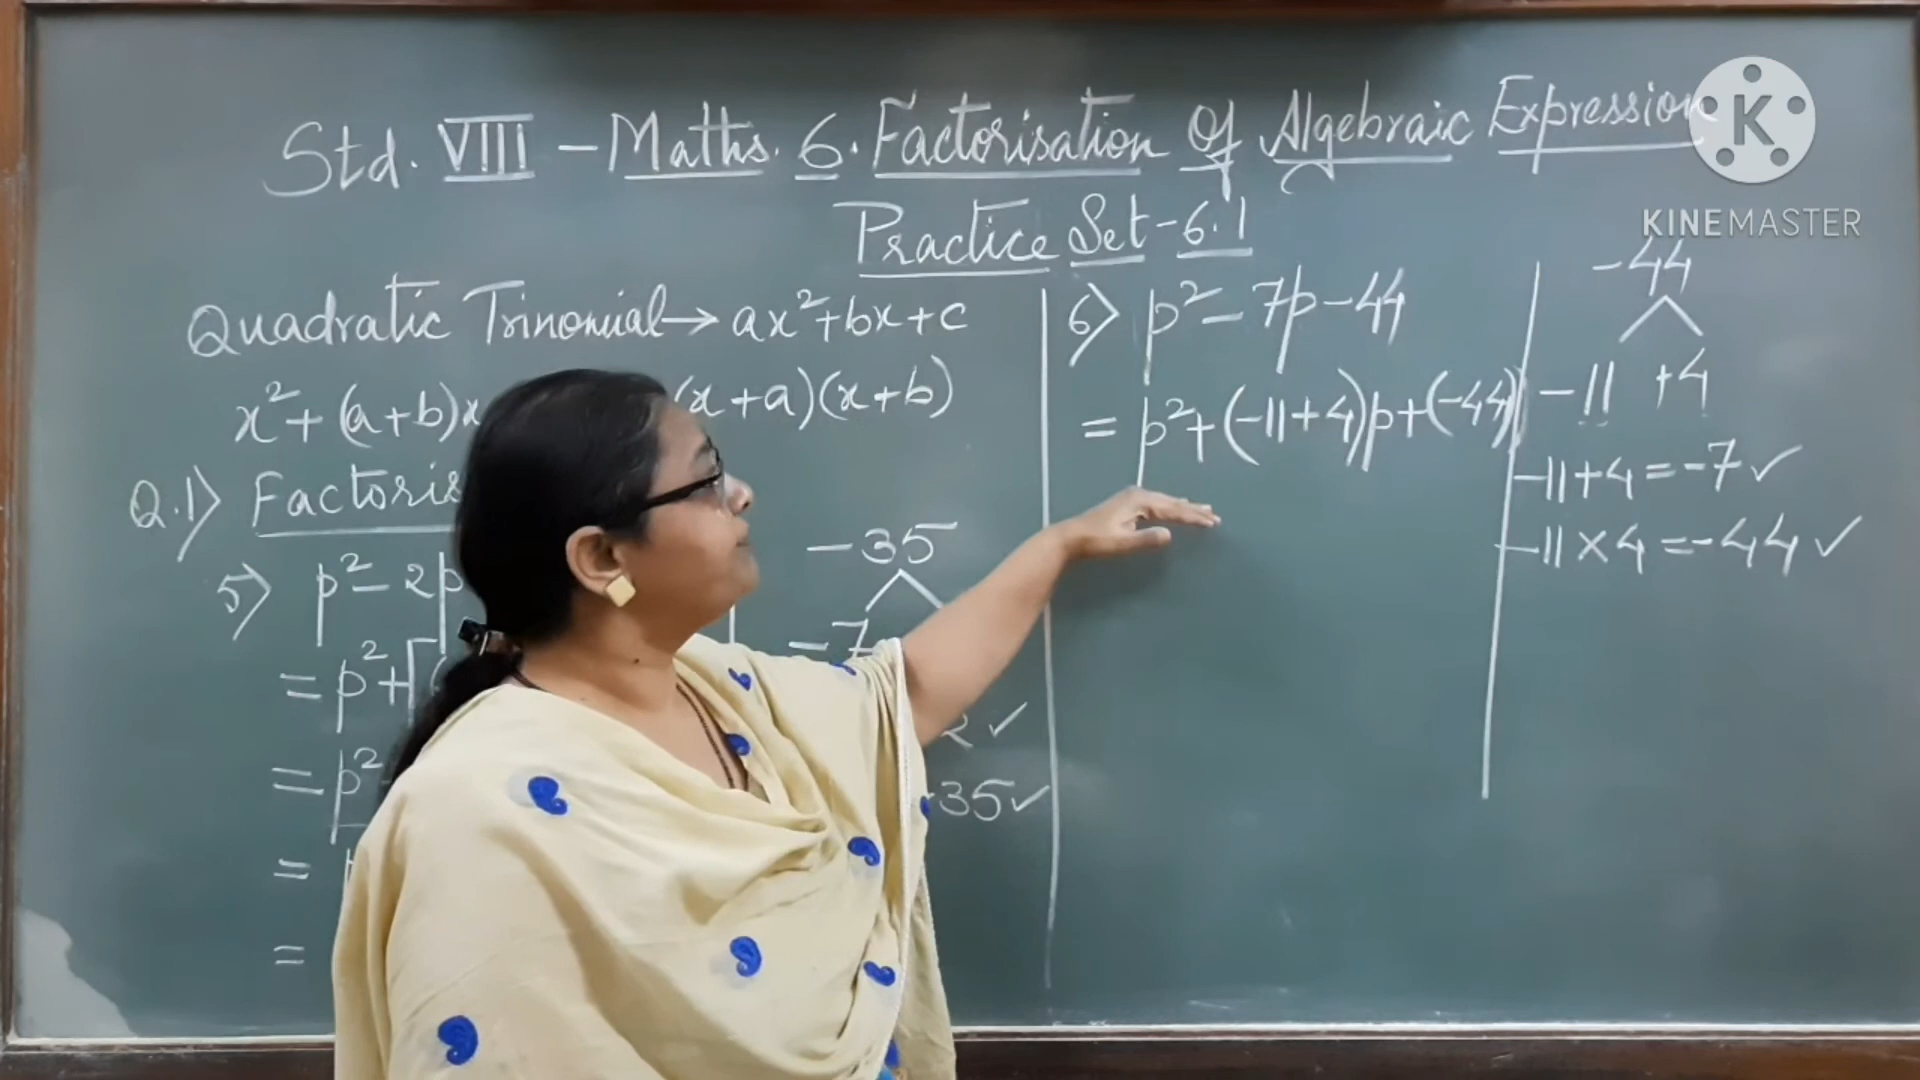 Std. VIII – Maths. 6. Factorisation Of Algebraic Expression
Practice Set - 6.1
Quadratic Trinomial → ax²+bx+c
x²+(a+b)x (x+a)(x+b)
Q.1>
5> p²-2p
= p²+[
= p²
=
=
-35
-7
2 ✓
35 ✓
6> p²-7p-44
= p²+(-11+4)p+(-44)
-44
-11 +4
-11+4=-7 ✓
-11×4=-44 ✓
K
KINEMASTER